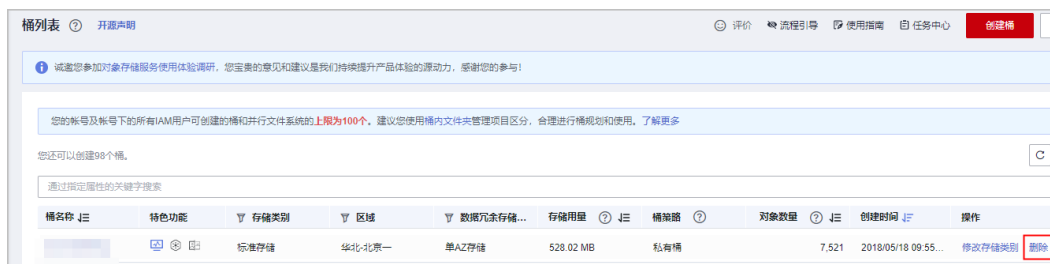 桶列表 开源声明 评价 流程引导 使用指南 任务中心 创建桶
诚邀您参加对象存储服务使用体验调研，您宝贵的意见和建议是我们持续提升产品体验的源动力，感谢您的参与！
您的帐号及帐号下的所有IAM用户可创建的桶和并行文件系统的上限为100个。建议您使用桶内文件夹管理项目区分，合理进行桶规划和使用。了解更多
您还可以创建98个桶。
通过指定属性的关键字搜索
桶名称 特色功能 存储类别 区域 数据冗余存储... 存储用量 桶策略 对象数量 创建时间 操作
标准存储 华北-北京一 单AZ存储 528.02 MB 私有桶 7,521 2018/05/18 09:55... 修改存储类别 删除